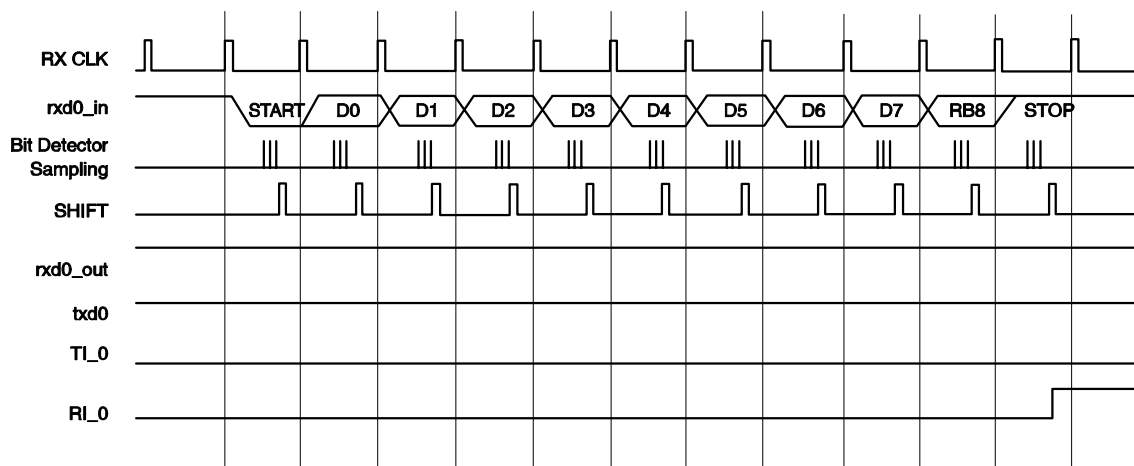 RX CLK
rxd0_in
START D0 D1 D2 D3 D4 D5 D6 D7 RB8 STOP
Bit Detector
Sampling
SHIFT
rxd0_out
txd0
TI_0
RI_0